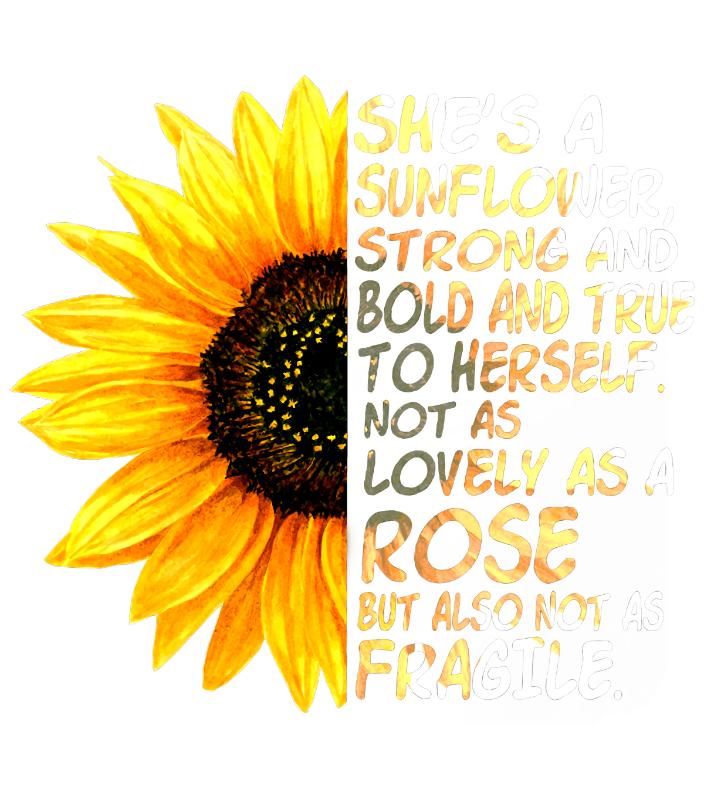 SHE'S A
SUNFLOWER,
STRONG AND
BOLD AND TRUE
TO HERSELF.
NOT AS
LOVELY AS A
ROSE
BUT ALSO NOT AS
FRAGILE.